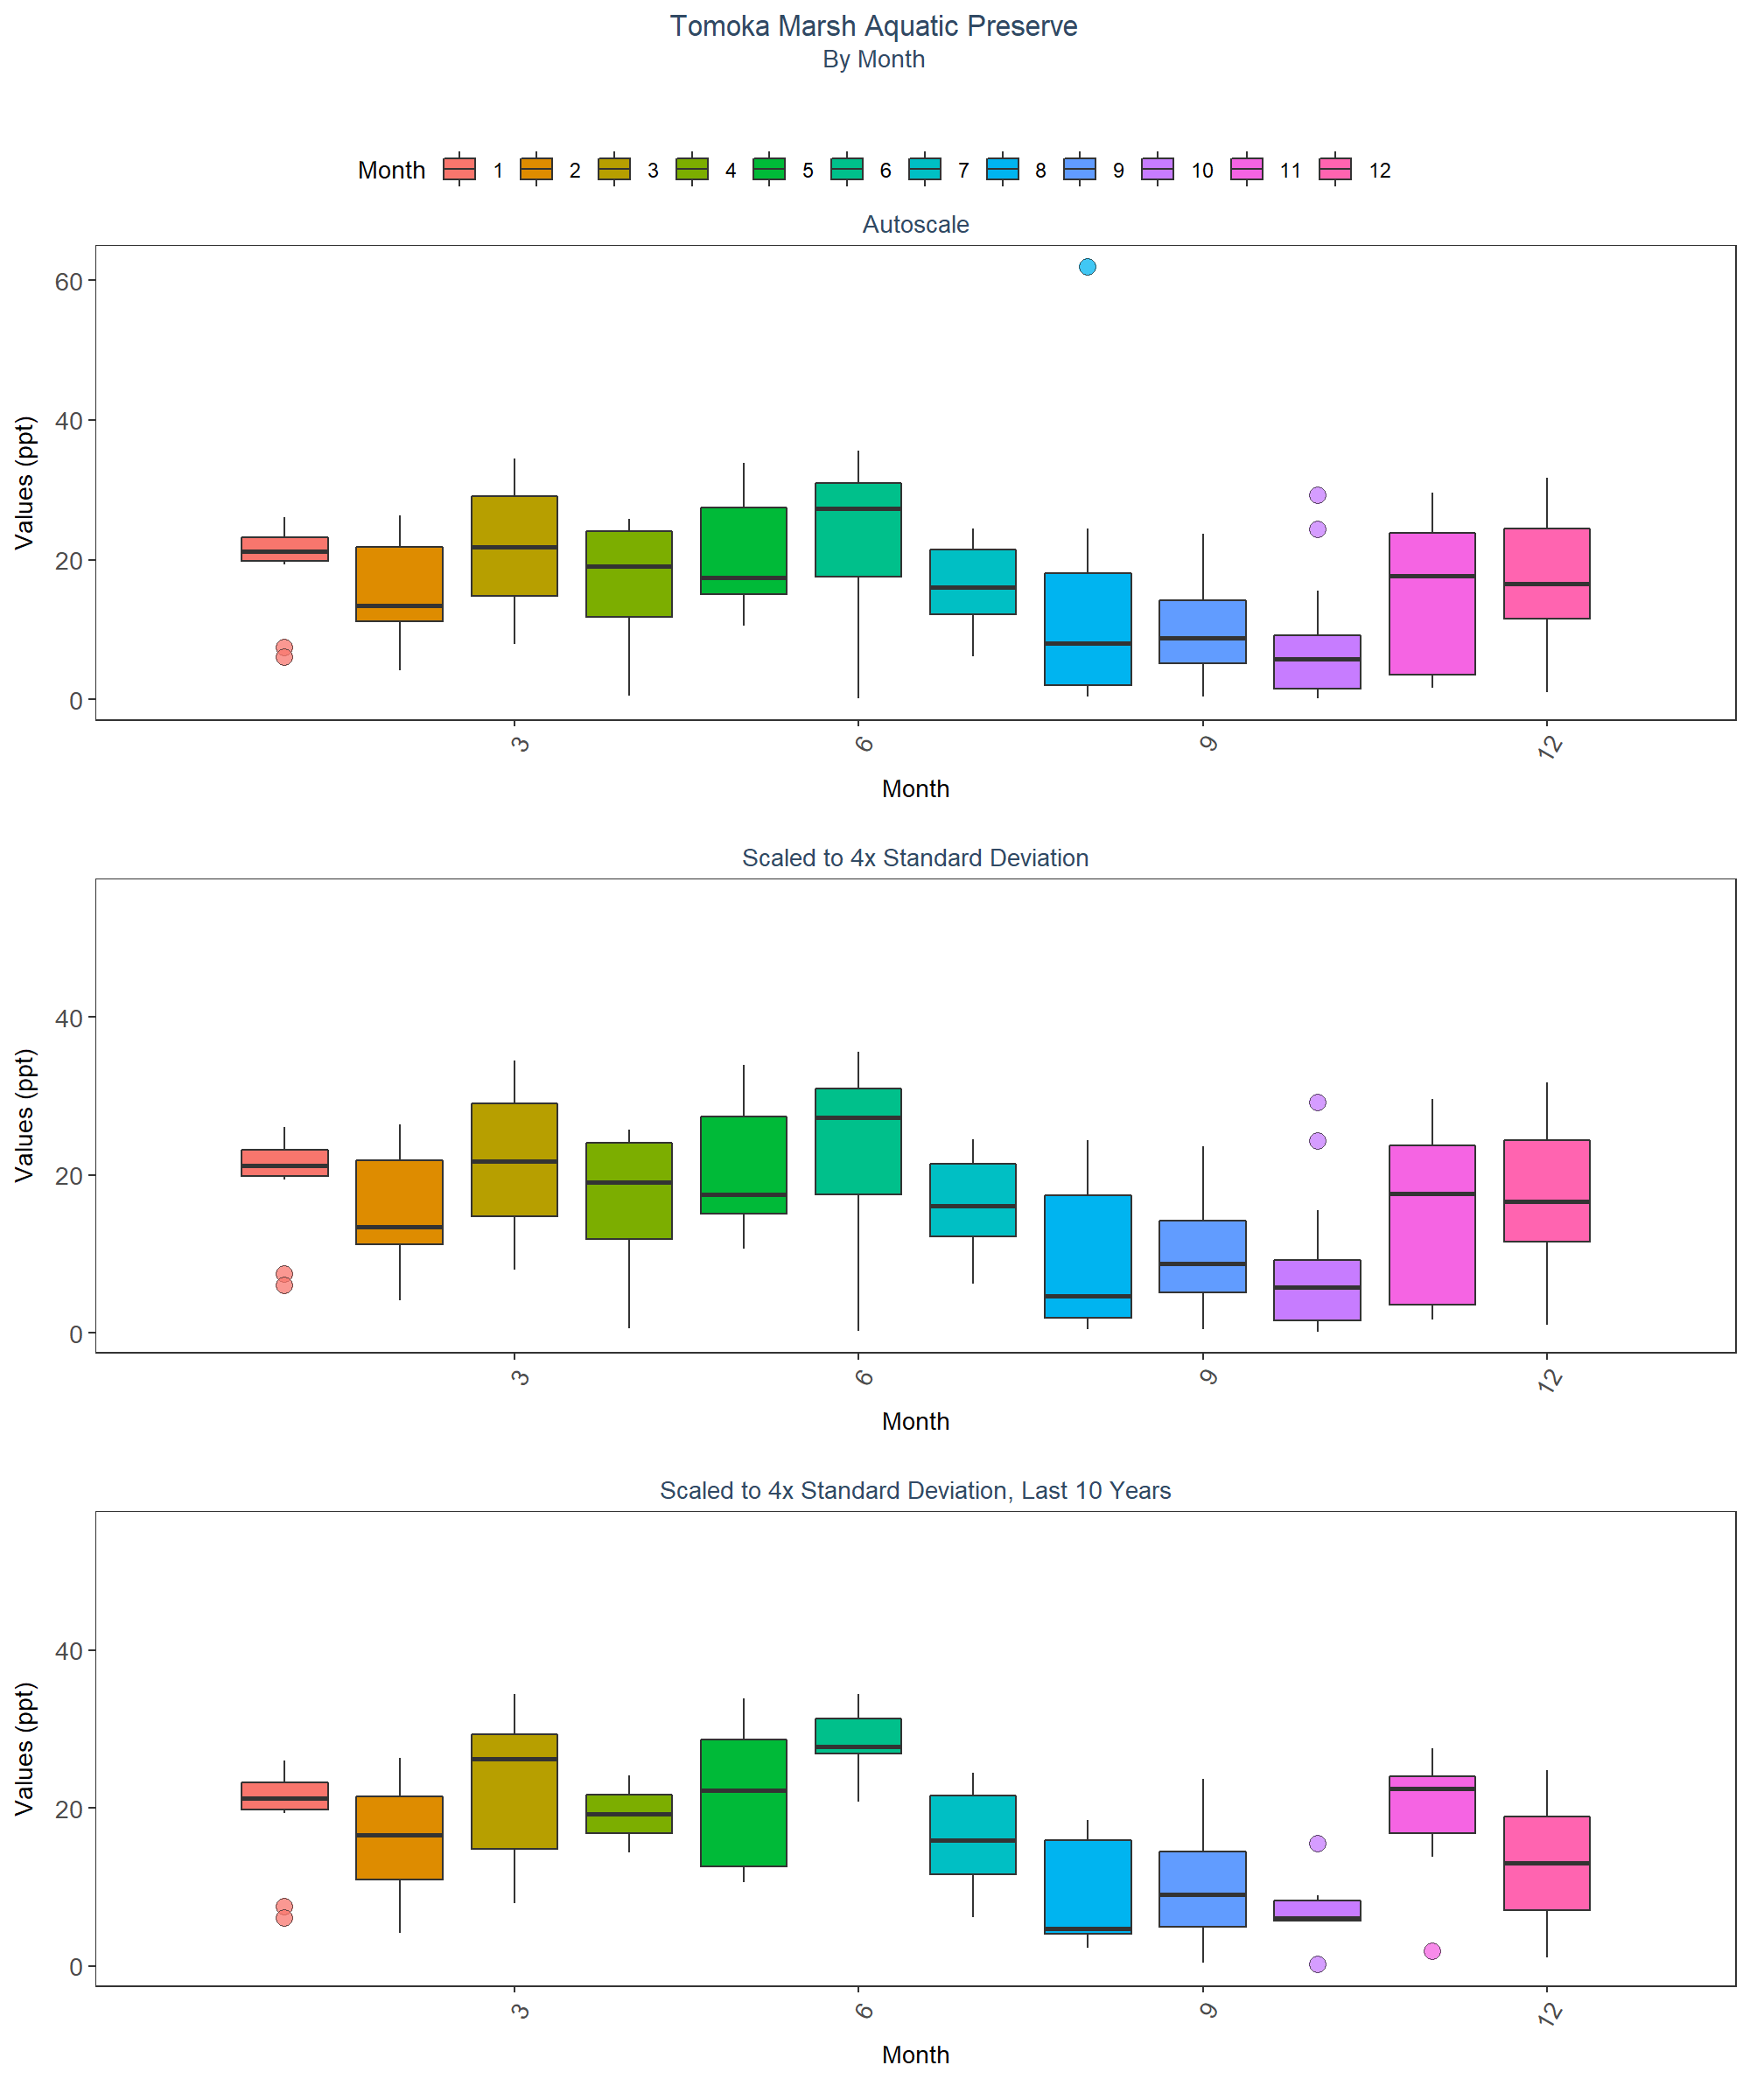 Tomoka Marsh Aquatic Preserve
By Month
Month 1 2 3 4 5 6 7 8 9 10 11 12
Autoscale
Values (ppt)
60
40
20
0
3 6 9 12
Month
Scaled to 4x Standard Deviation
Values (ppt)
40
20
0
3 6 9 12
Month
Scaled to 4x Standard Deviation, Last 10 Years
Values (ppt)
40
20
0
3 6 9 12
Month